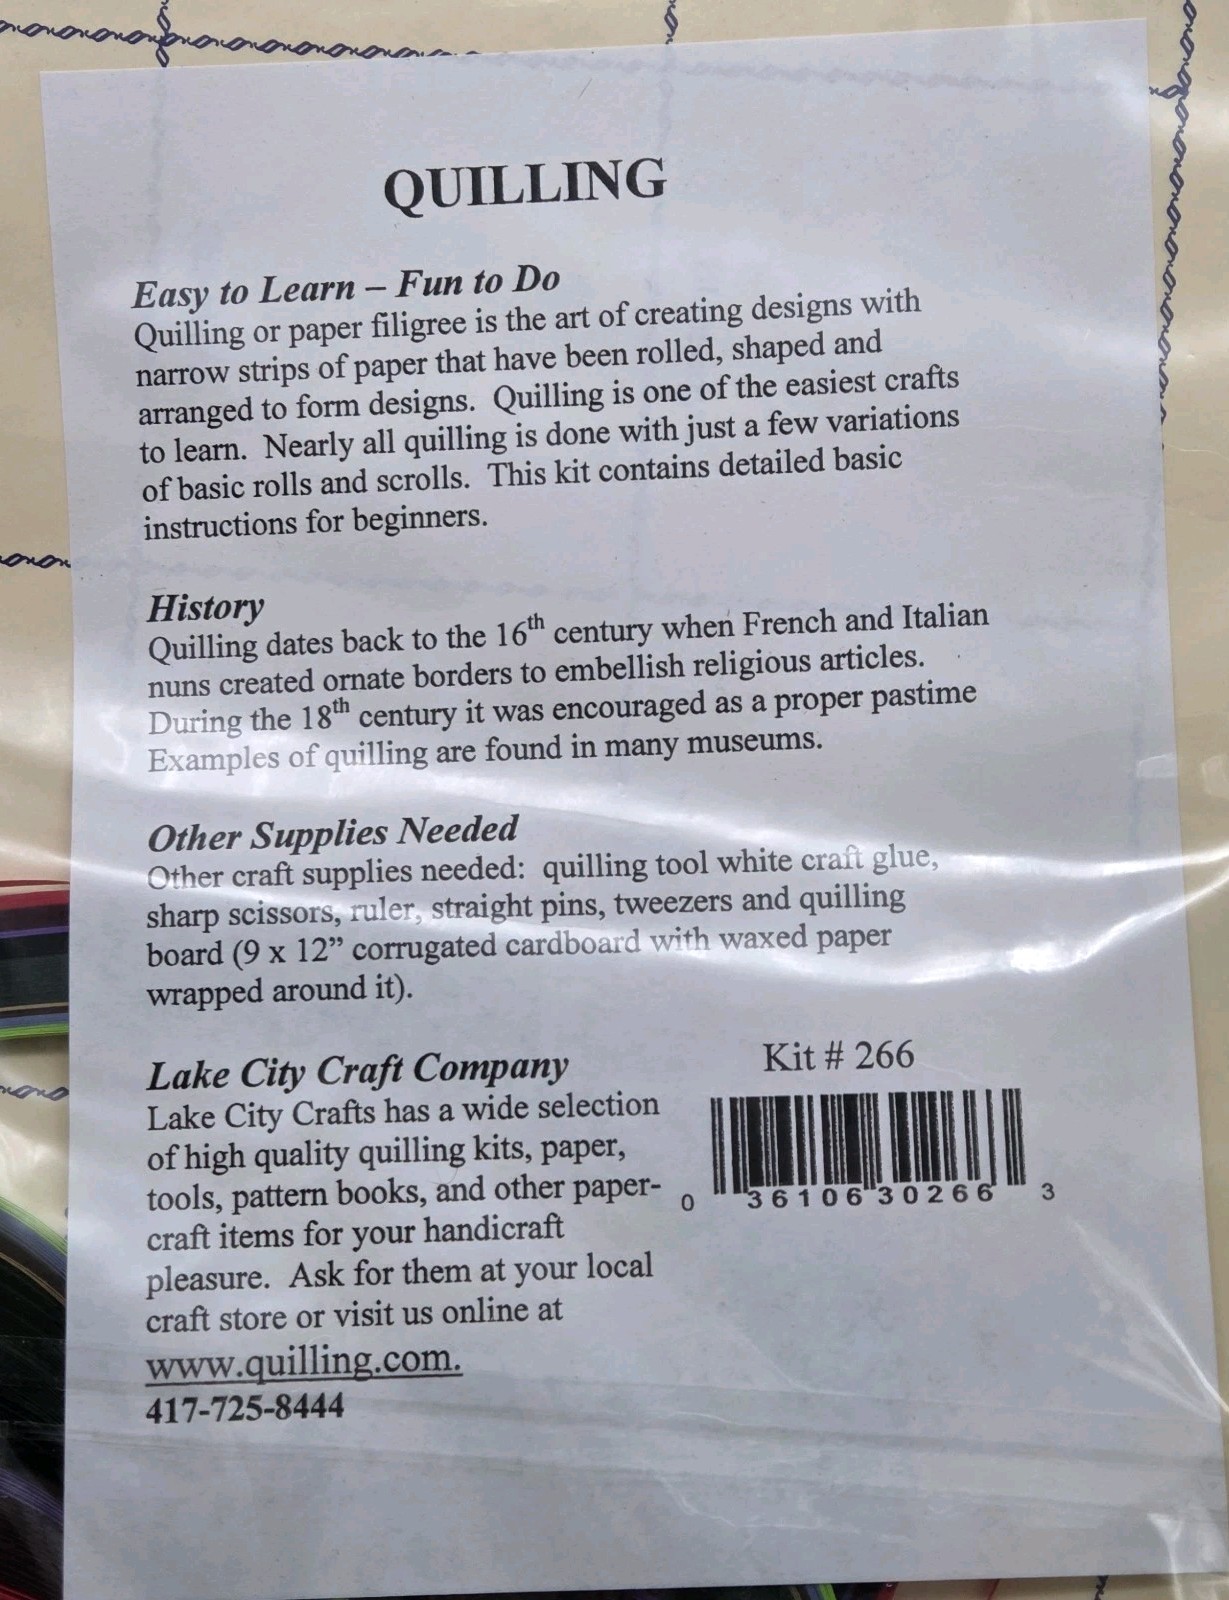 QUILLING
Easy to Learn – Fun to Do
Quilling or paper filigree is the art of creating designs with
narrow strips of paper that have been rolled, shaped and
arranged to form designs.  Quilling is one of the easiest crafts
to learn.  Nearly all quilling is done with just a few variations
of basic rolls and scrolls.  This kit contains detailed basic
instructions for beginners.
History
Quilling dates back to the 16th century when French and Italian
nuns created ornate borders to embellish religious articles.
During the 18th century it was encouraged as a proper pastime
Examples of quilling are found in many museums.
Other Supplies Needed
Other craft supplies needed:  quilling tool white craft glue,
sharp scissors, ruler, straight pins, tweezers and quilling
board (9 x 12” corrugated cardboard with waxed paper
wrapped around it).
Lake City Craft Company
Lake City Crafts has a wide selection
of high quality quilling kits, paper,
tools, pattern books, and other paper-
craft items for your handicraft
pleasure.  Ask for them at your local
craft store or visit us online at
www.quilling.com.
417-725-8444
Kit # 266
0 36106 30266 3